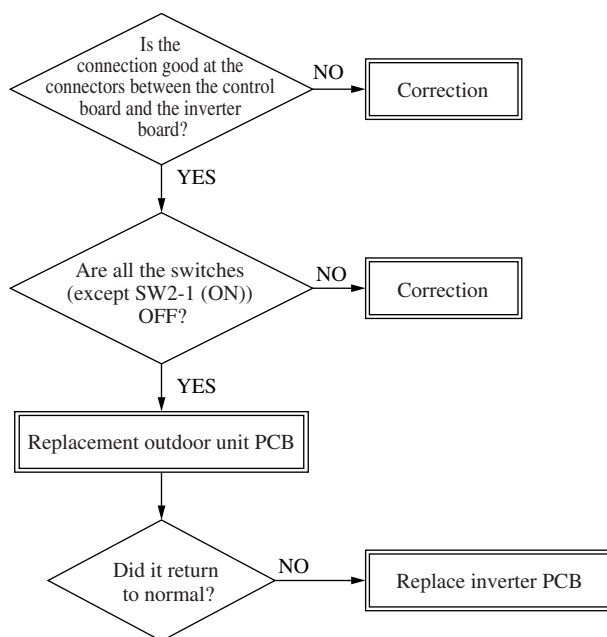 Is the
connection good at the
connectors between the control
board and the inverter
board?
NO
Correction
YES
Are all the switches
(except SW2-1 (ON))
OFF?
NO
Correction
YES
Replacement outdoor unit PCB
Did it return
to normal?
NO
Replace inverter PCB